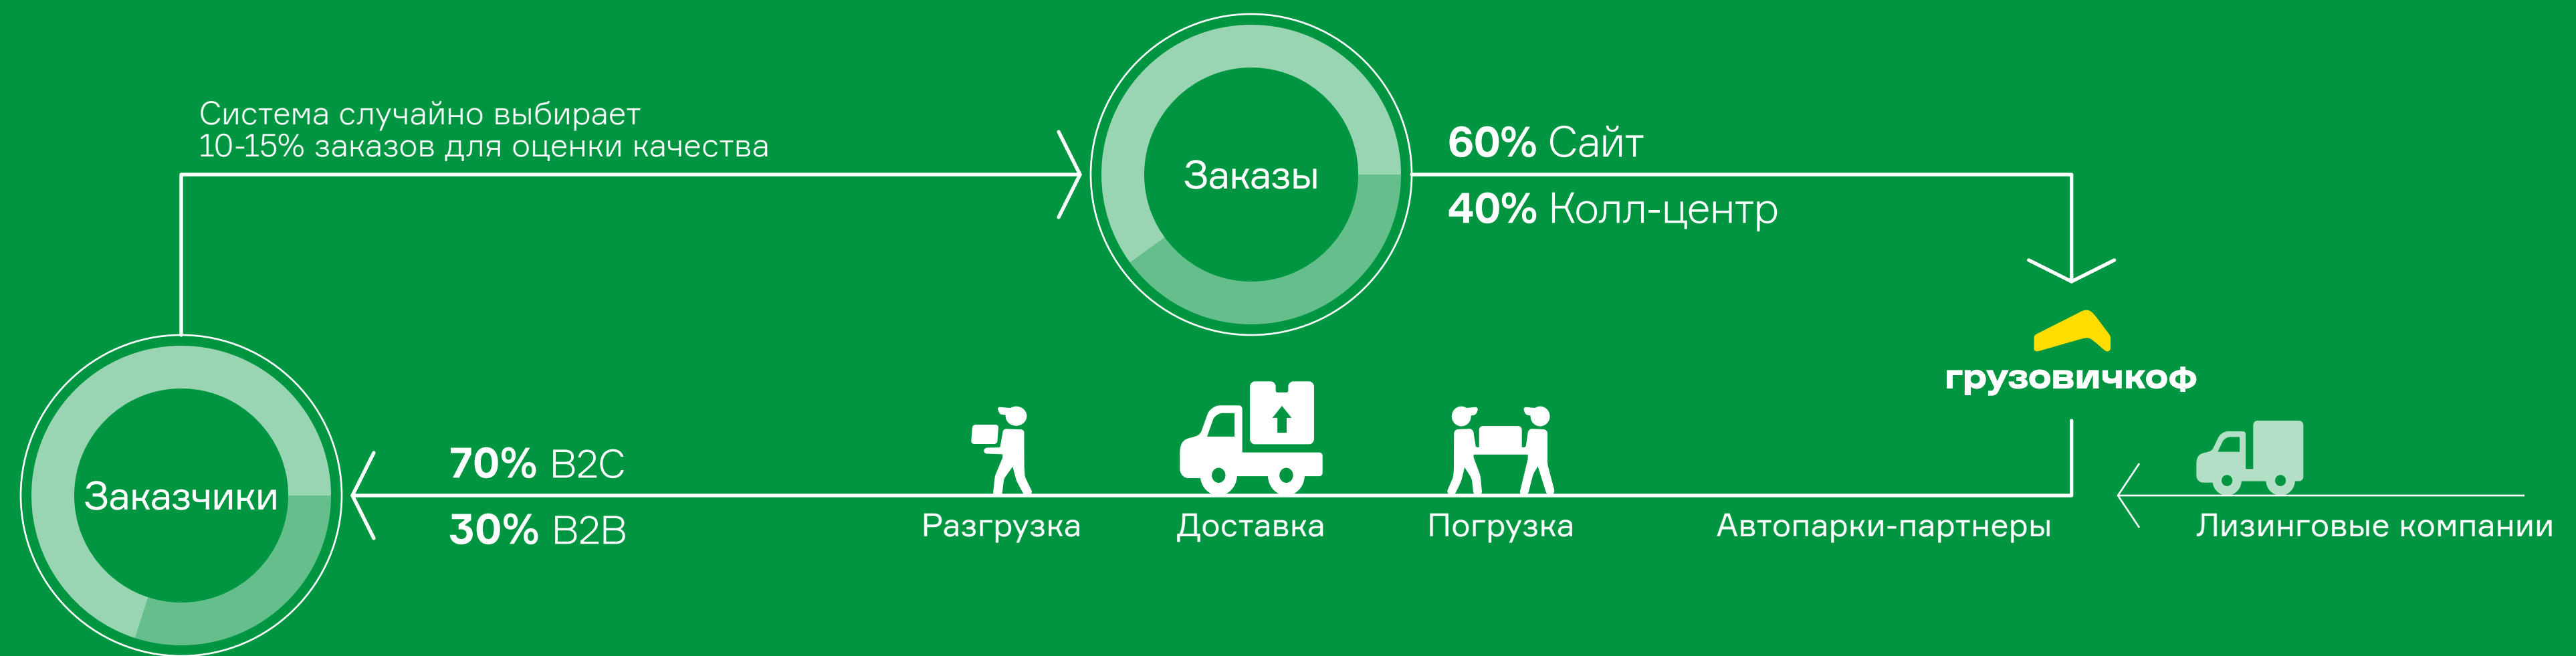 Система случайно выбирает
10-15% заказов для оценки качества
Заказы
60% Сайт
40% Колл-центр
грузовичкоф
Заказчики
70% B2C
30% B2B
Разгрузка
Доставка
Погрузка
Автопарки-партнеры
Лизинговые компании